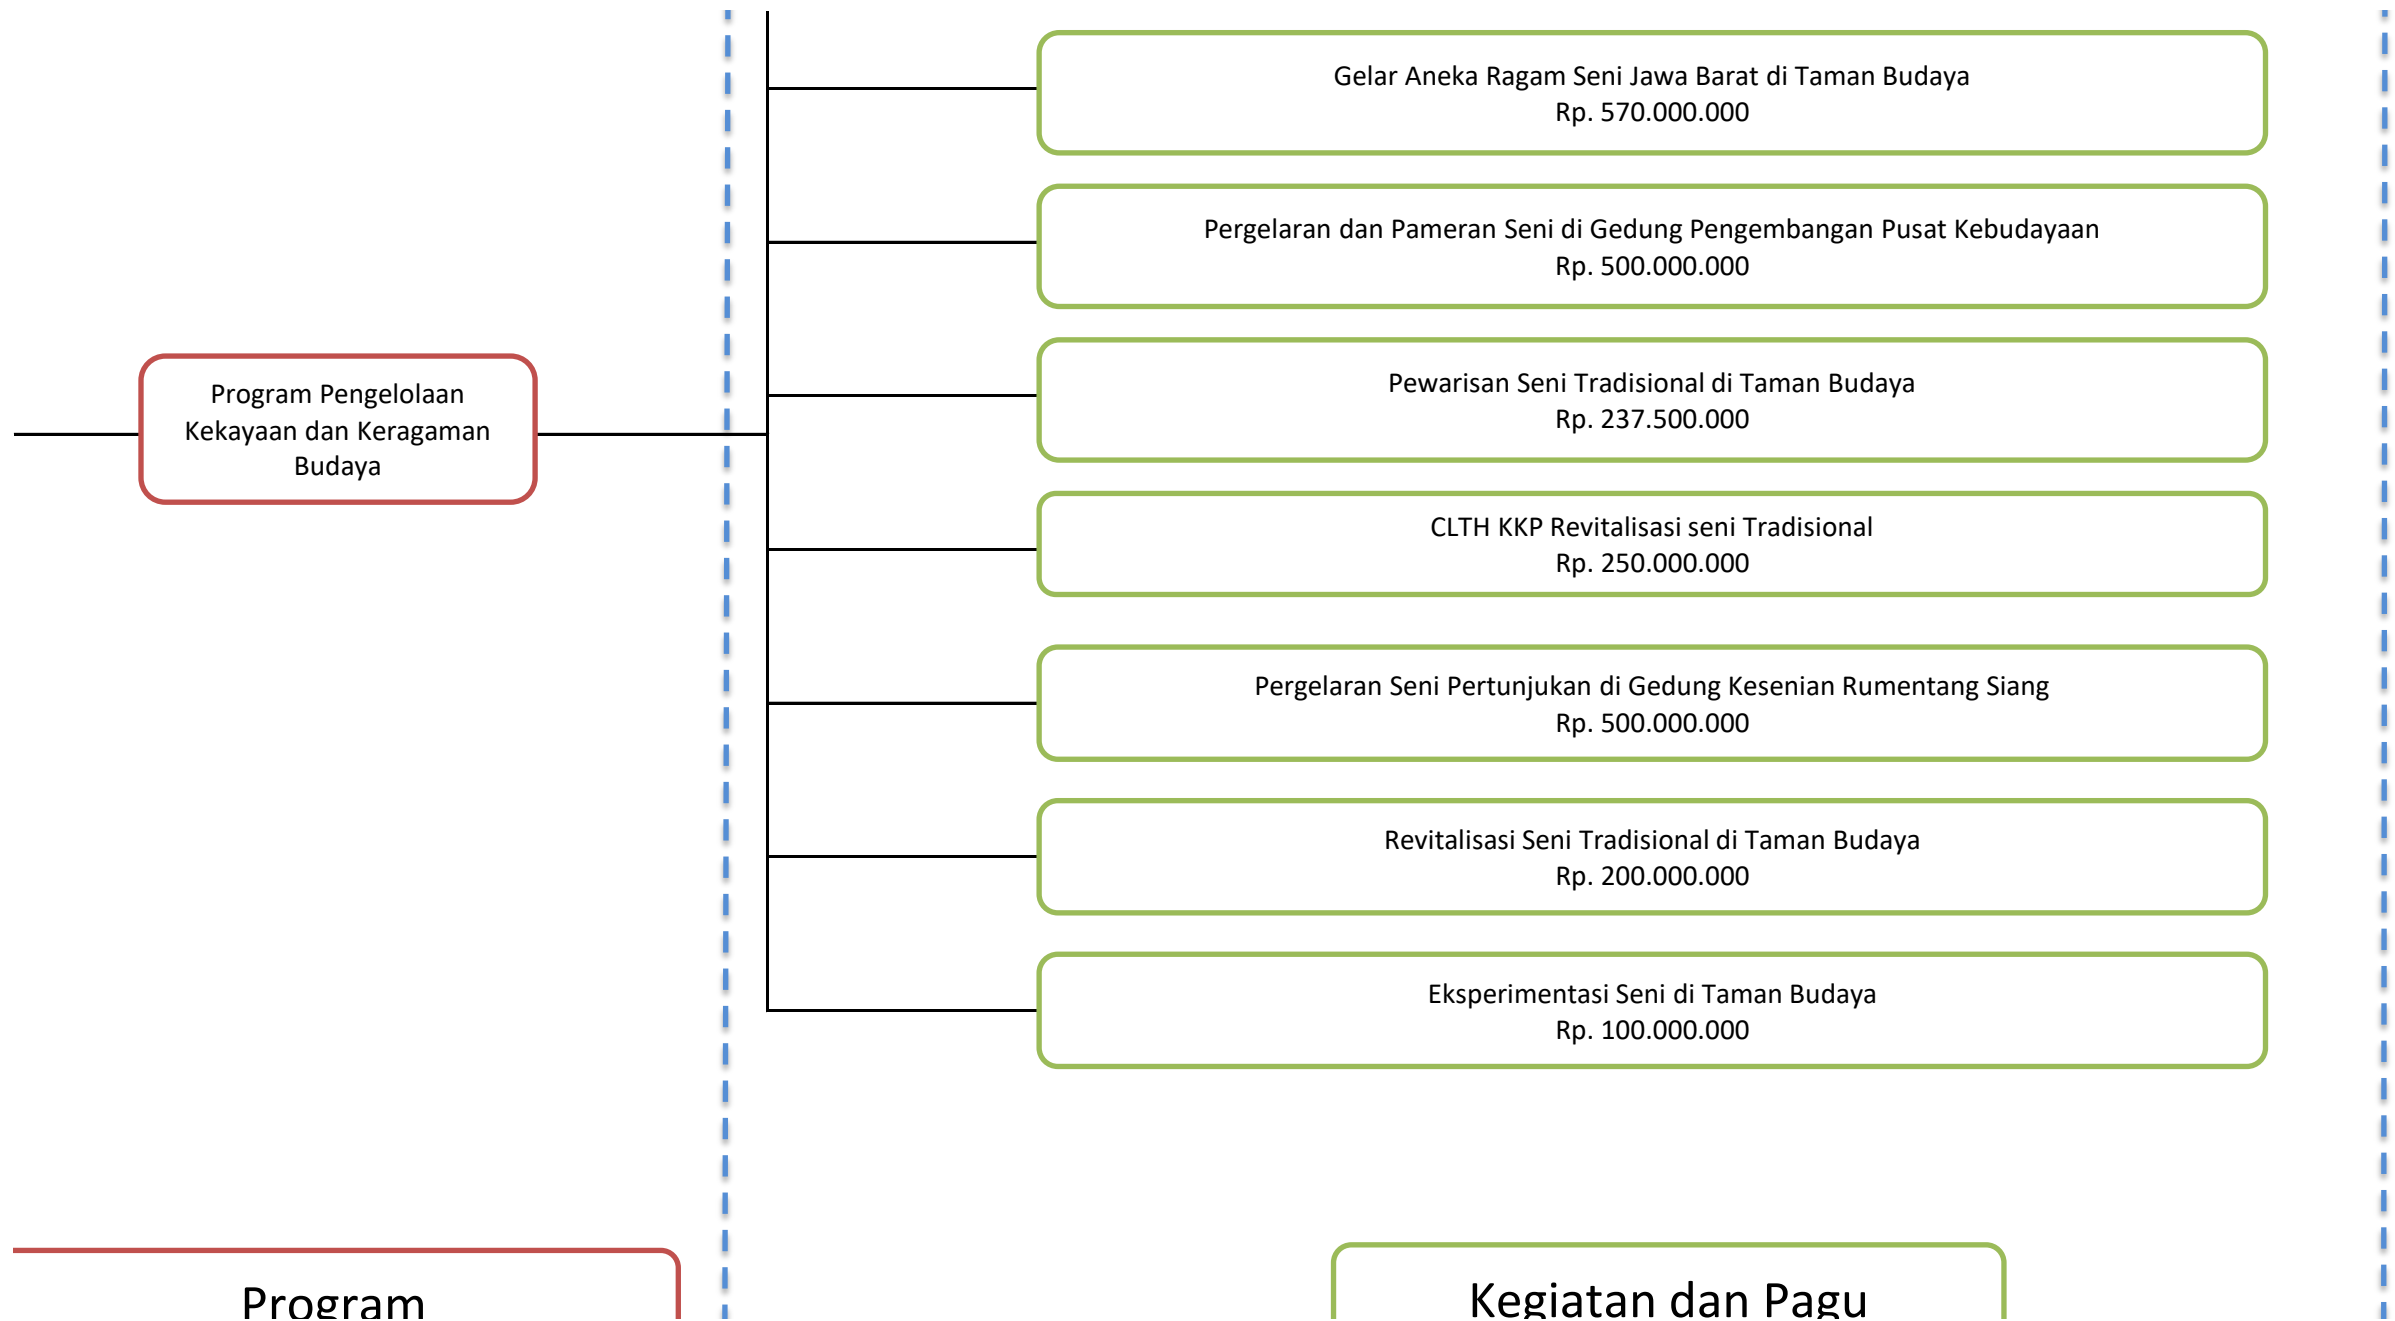 Gelar Aneka Ragam Seni Jawa Barat di Taman Budaya
Rp. 570.000.000
Pergelaran dan Pameran Seni di Gedung Pengembangan Pusat Kebudayaan
Rp. 500.000.000
Program Pengelolaan
Kekayaan dan Keragaman
Budaya
Pewarisan Seni Tradisional di Taman Budaya
Rp. 237.500.000
CLTH KKP Revitalisasi seni Tradisional
Rp. 250.000.000
Pergelaran Seni Pertunjukan di Gedung Kesenian Rumentang Siang
Rp. 500.000.000
Revitalisasi Seni Tradisional di Taman Budaya
Rp. 200.000.000
Eksperimentasi Seni di Taman Budaya
Rp. 100.000.000
Program
Kegiatan dan Pagu